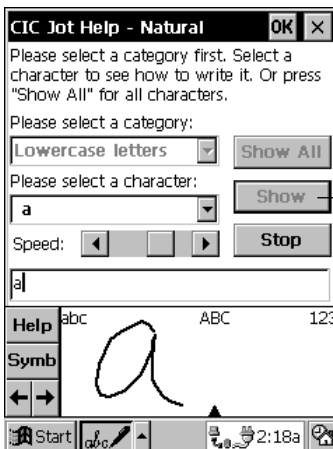 CIC Jot Help - Natural OK
Please select a category first. Select a
character to see how to write it. Or press
"Show All" for all characters.
Please select a category:
Lowercase letters Show All
Please select a character:
a Show
Speed: Stop
a
Help abc ABC 123
Symb
a
Start abc 2:18a